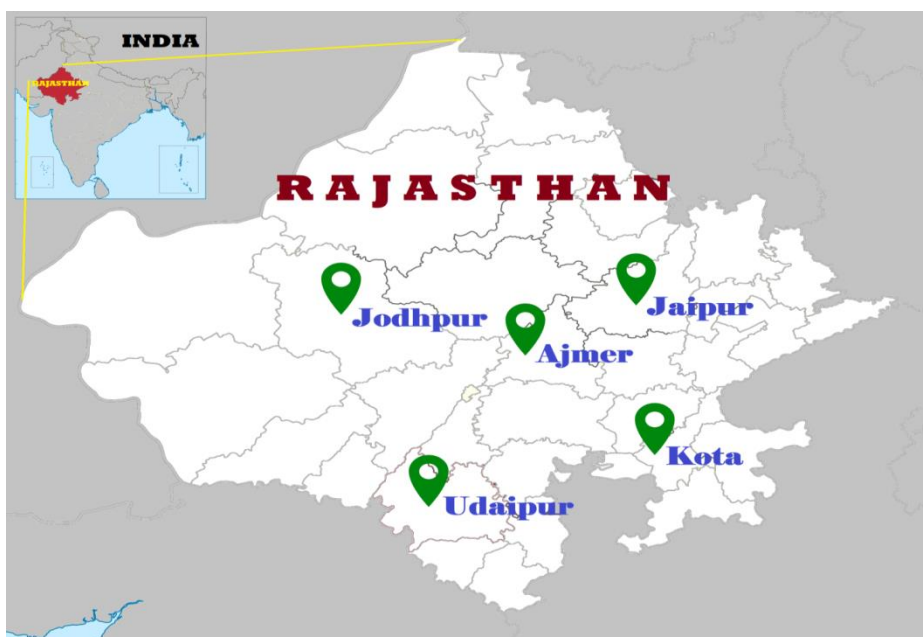 INDIA
RAJASTHAN
RAJASTHAN
Jaipur
Jodhpur
Ajmer
Kota
Udaipur